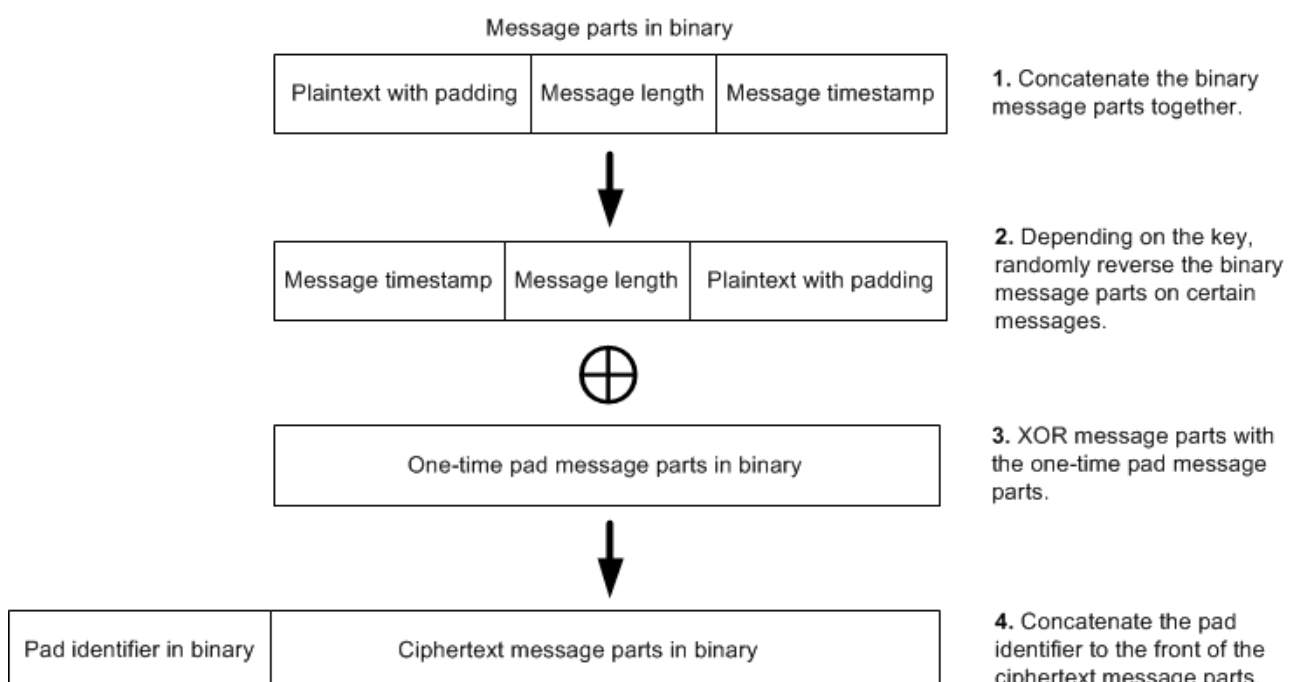 Message parts in binary
Plaintext with padding Message length Message timestamp
1. Concatenate the binary
message parts together.
Message timestamp Message length Plaintext with padding
2. Depending on the key,
randomly reverse the binary
message parts on certain
messages.
One-time pad message parts in binary
3. XOR message parts with
the one-time pad message
parts.
Pad identifier in binary Ciphertext message parts in binary
4. Concatenate the pad
identifier to the front of the
ciphertext message parts.